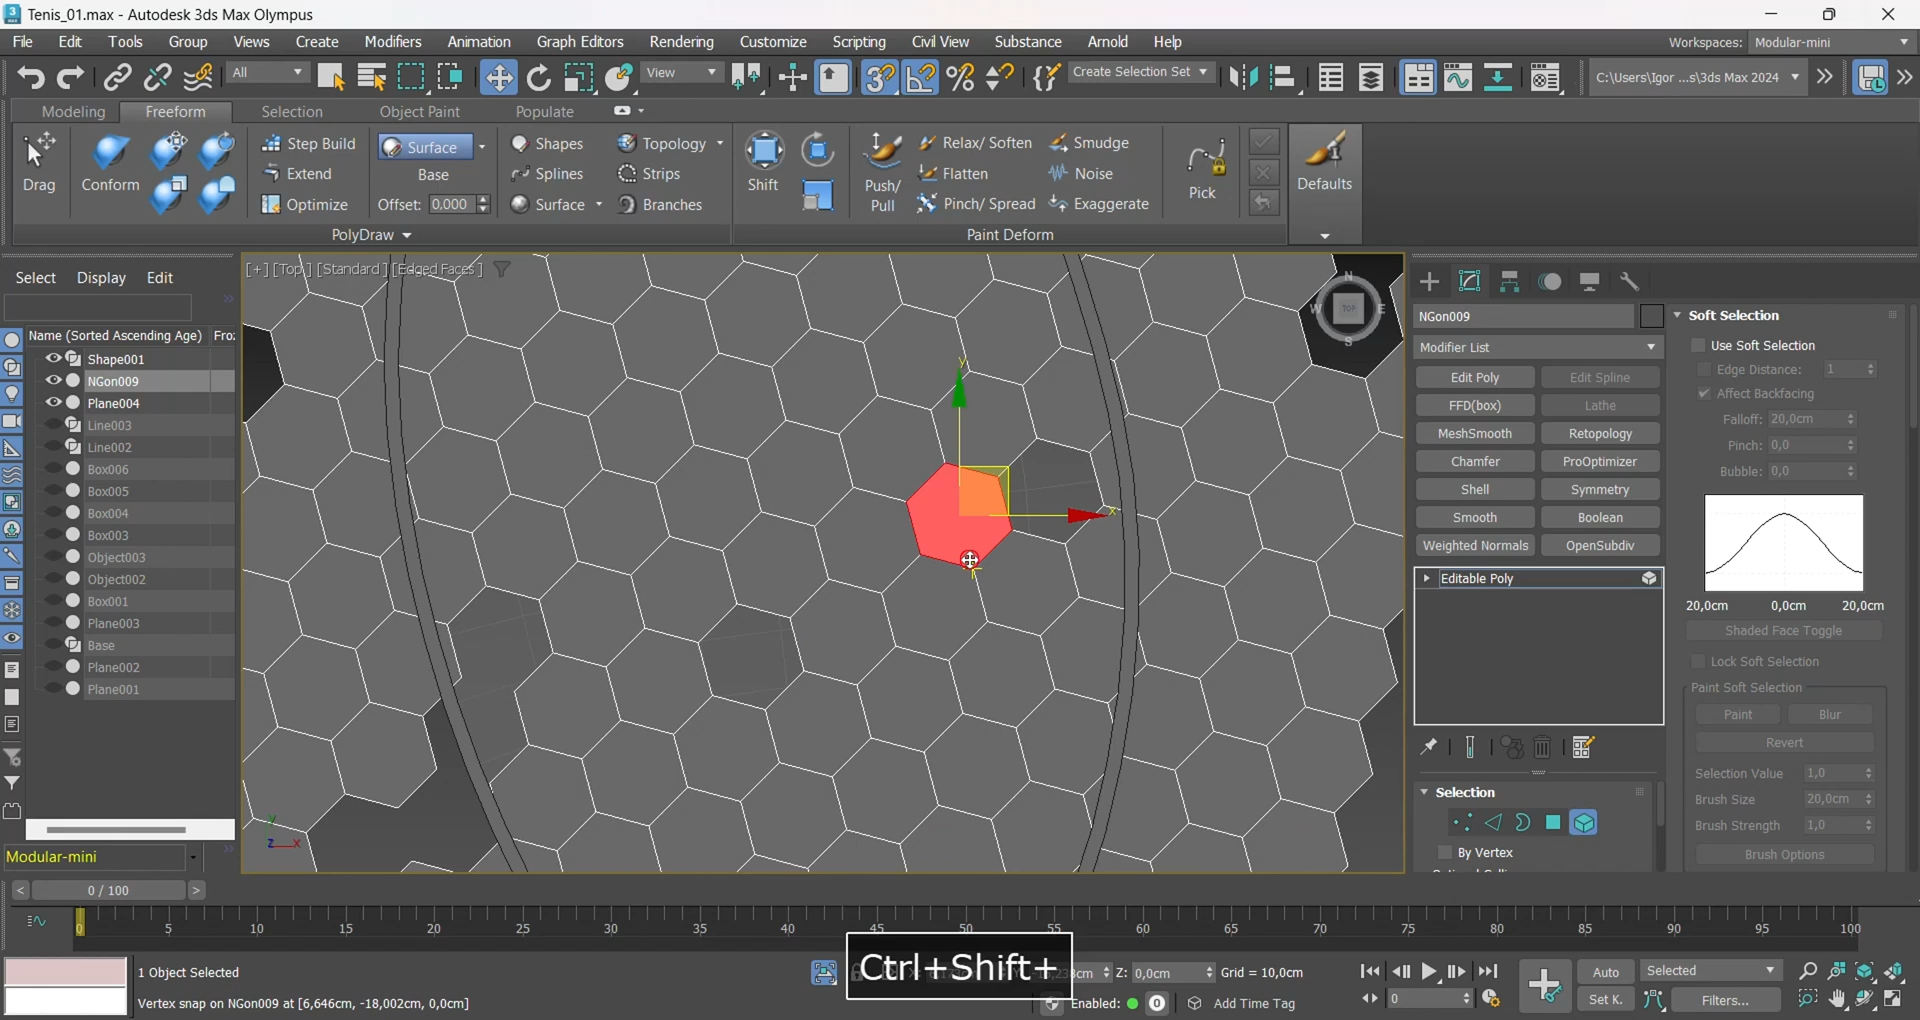 Tenis_01.max - Autodesk 3ds Max Olympus
File Edit Tools Group Views Create Modifiers Animation Graph Editors Rendering Customize Scripting Civil View Substance Arnold Help Workspaces: Modular-mini
All View Create Selection Set C:\Users\Igor ...s\3ds Max 2024
Modeling Freeform Selection Object Paint Populate
Step Build Surface Shapes Topology Relax/ Soften Smudge
Drag Conform Extend Base Splines Strips Shift Push/ Pull Flatten Noise Pick Defaults
Optimize Offset: 0,000 Surface Branches Pinch/ Spread Exaggerate
PolyDraw Paint Deform
Select Display Edit
[+] [Top ] [Standard ] [Edged Faces ]
Name (Sorted Ascending Age) Fro
Shape001
NGon009
Plane004
Line003
Line002
Box006
Box005
Box004
Box003
Object003
Object002
Box001
Plane003
Base
Plane002
Plane001
Modular-mini
N
W TOP E
S
y
x
y
z x
NGon009
Modifier List
Edit Poly Edit Spline
FFD(box) Lathe
MeshSmooth Retopology
Chamfer ProOptimizer
Shell Symmetry
Smooth Boolean
Weighted Normals OpenSubdiv
Editable Poly
Selection
By Vertex
Soft Selection
Use Soft Selection
Edge Distance: 1
Affect Backfacing
Falloff: 20,0cm
Pinch: 0,0
Bubble: 0,0
20,0cm 0,0cm 20,0cm
Shaded Face Toggle
Lock Soft Selection
Paint Soft Selection
Paint Blur
Revert
Selection Value 1,0
Brush Size 20,0cm
Brush Strength 1,0
Brush Options
< 0 / 100 >
0 5 10 15 20 25 30 35 40 45 50 55 60 65 70 75 80 85 90 95 100
Ctrl+Shift+
1 Object Selected
Z: 0,0cm Grid = 10,0cm
Auto Selected
Vertex snap on NGon009 at [6,646cm, -18,002cm, 0,0cm]
Enabled: 0 Add Time Tag
0
Set K. Filters...